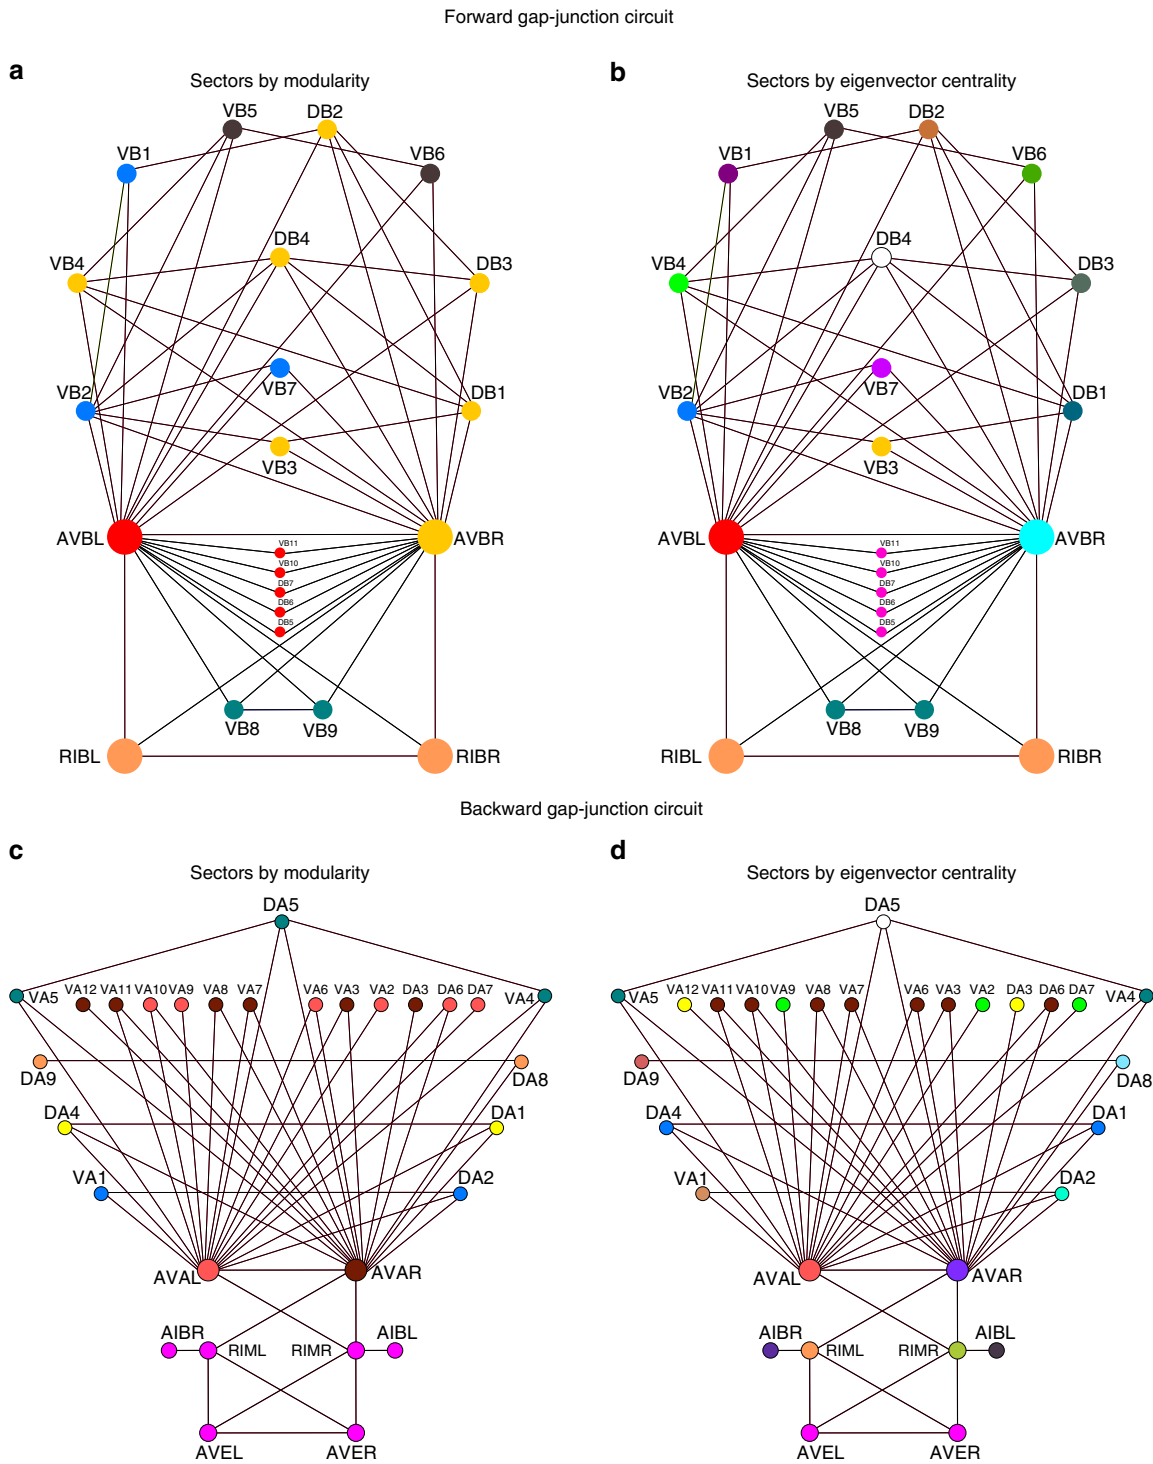 Forward gap-junction circuit
a
Sectors by modularity
VB5
DB2
VB1
VB6
DB4
VB4
DB3
VB7
VB2
DB1
VB3
AVBL
AVBR
VB11
VB10
DB7
DB6
DB5
VB8
VB9
RIBL
RIBR
b
Sectors by eigenvector centrality
VB5
DB2
VB1
VB6
DB4
VB4
DB3
VB7
VB2
DB1
VB3
AVBL
AVBR
VB11
VB10
DB7
DB6
DB5
VB8
VB9
RIBL
RIBR
Backward gap-junction circuit
c
Sectors by modularity
DA5
VA5
VA12
VA11
VA10
VA9
VA8
VA7
VA6
VA3
VA2
DA3
DA6
DA7
VA4
DA9
DA8
DA4
DA1
VA1
DA2
AVAL
AVAR
AIBR
RIML
RIMR
AIBL
AVEL
AVER
d
Sectors by eigenvector centrality
DA5
VA5
VA12
VA11
VA10
VA9
VA8
VA7
VA6
VA3
VA2
DA3
DA6
DA7
VA4
DA9
DA8
DA4
DA1
VA1
DA2
AVAL
AVAR
AIBR
RIML
RIMR
AIBL
AVEL
AVER